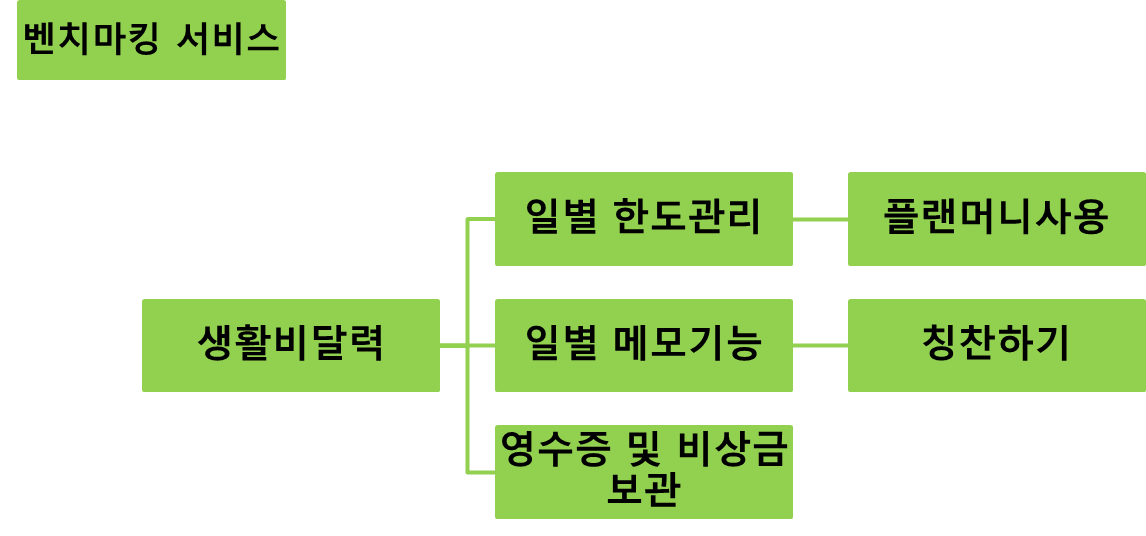 벤치마킹 서비스
일별 한도관리
플랜머니사용
생활비달력
일별 메모기능
칭찬하기
영수증 및 비상금
보관